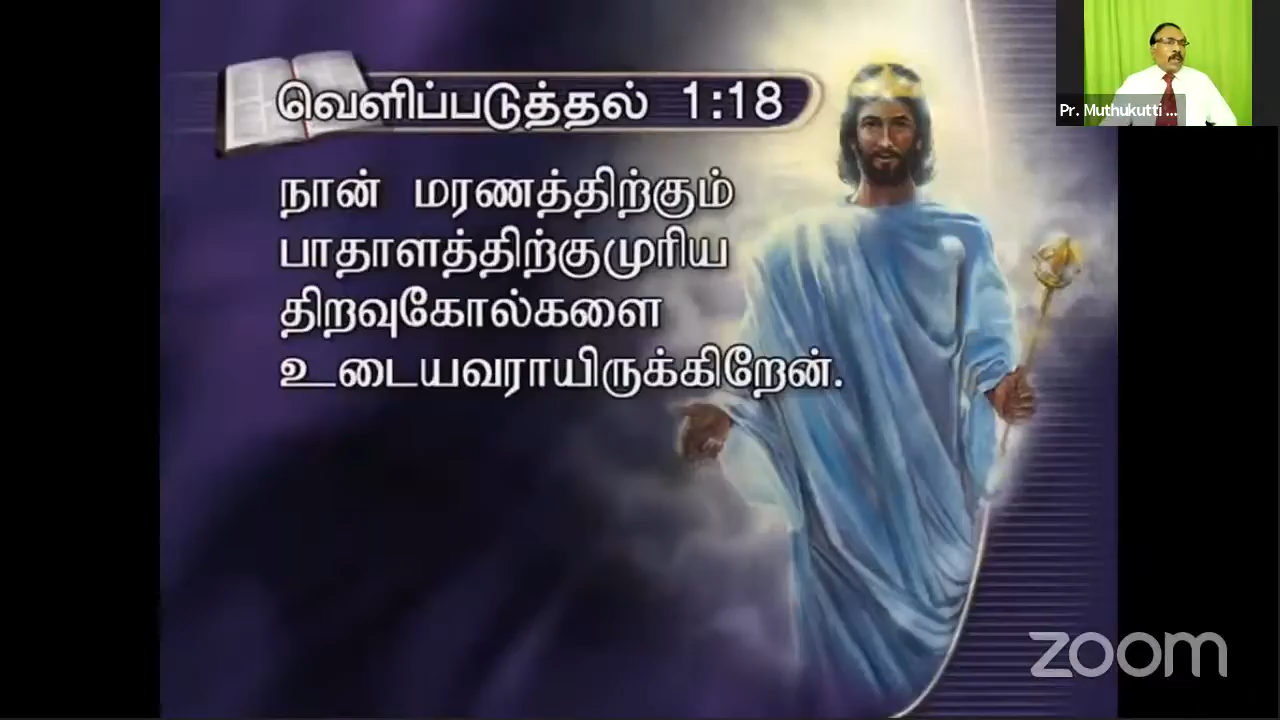 வெளிப்படுத்தல் 1:18
நான் மரணத்திற்கும்
பாதாளத்திற்குமுரிய
திறவுகோல்களை
உடையவராயிருக்கிறேன்.
Pr. Muthukutti ...
zoom